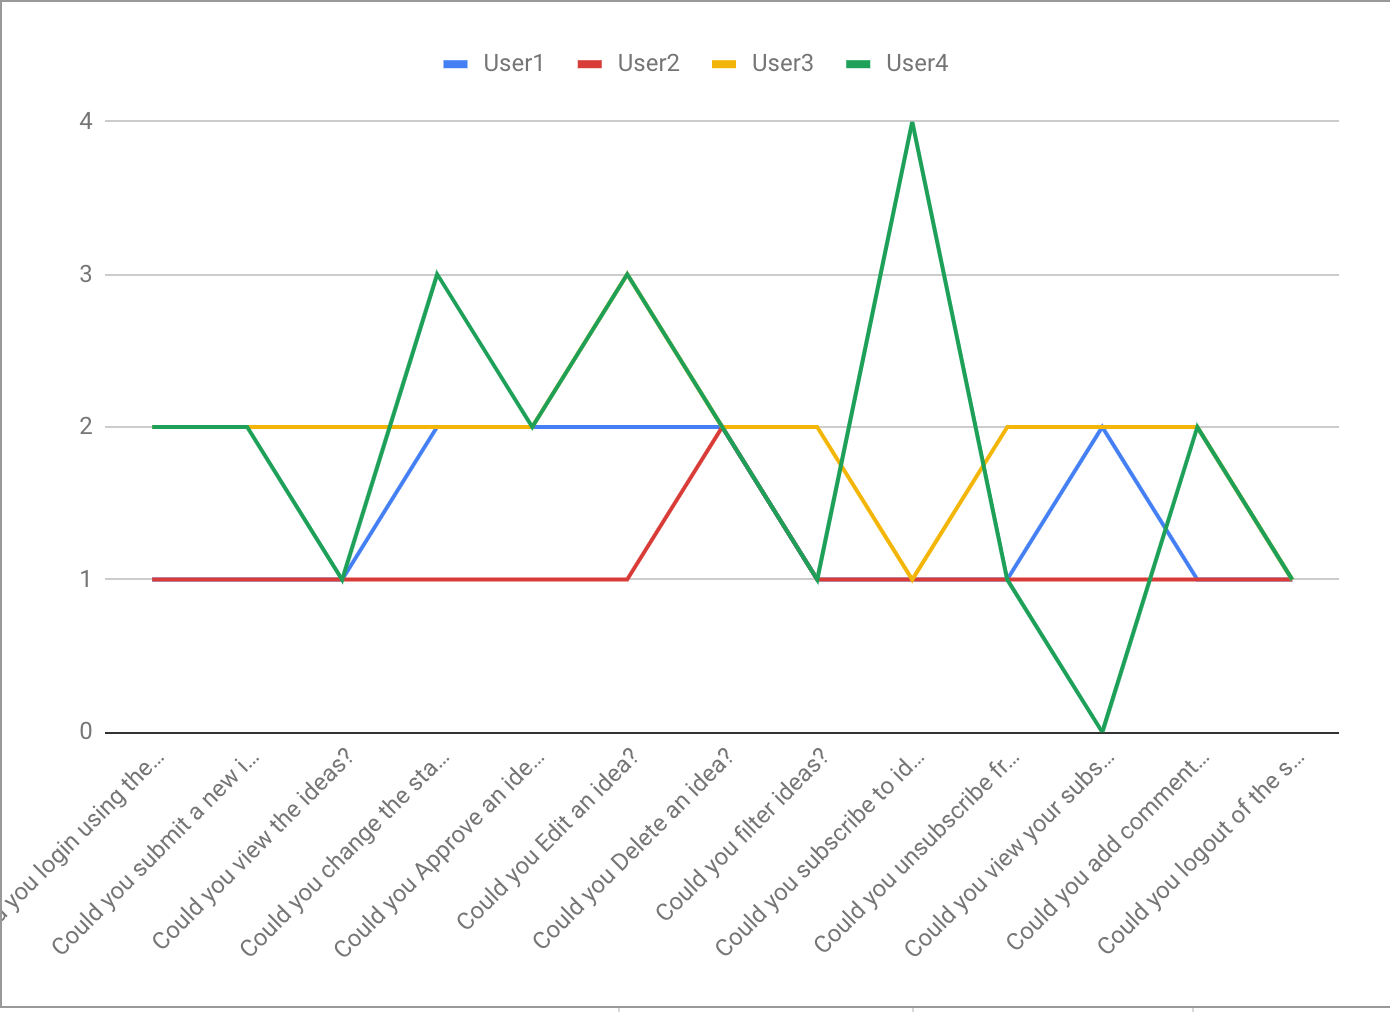 User1 User2 User3 User4
4
3
2
1
0
you login using the...
Could you submit a new i...
Could you view the ideas?
Could you change the sta...
Could you Approve an ide...
Could you Edit an idea?
Could you Delete an idea?
Could you filter ideas?
Could you subscribe to id...
Could you unsubscribe fr...
Could you view your subs...
Could you add comment...
Could you logout of the s...